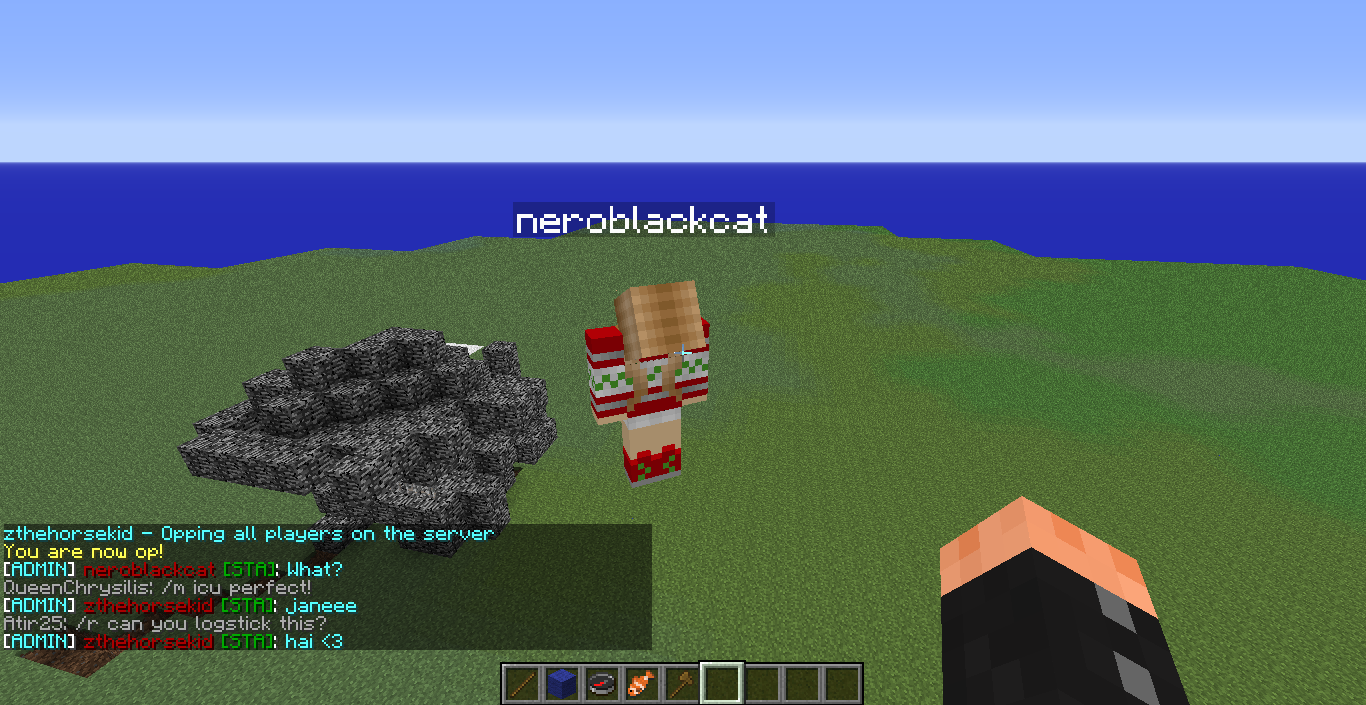 neroblackcat
zthehorsekid - Opping all players on the server
You are now op!
[ADMIN] neroblackcat [STA]: What?
QueenChrysilis: /m icu perfect!
[ADMIN] zthehorsekid [STA]: janeee
Atir25: /r can you logstick this?
[ADMIN] zthehorsekid [STA]: hai <3